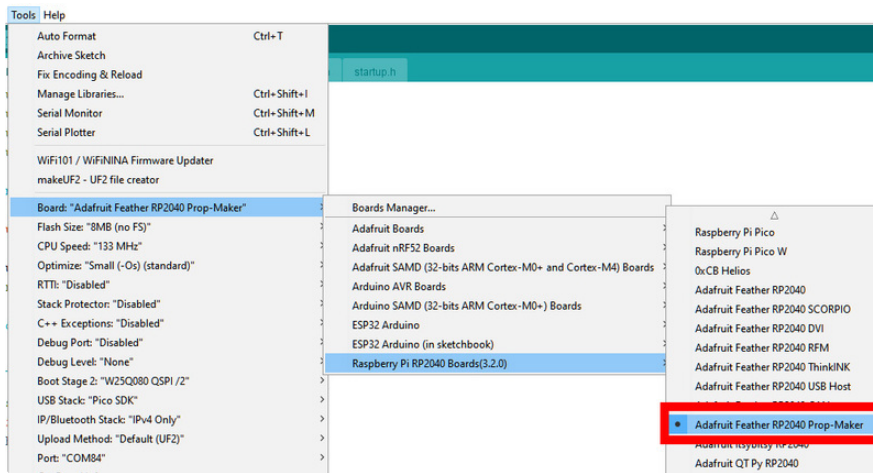 Tools Help
Auto Format Ctrl+T
Archive Sketch
Fix Encoding & Reload
Manage Libraries... Ctrl+Shift+I
Serial Monitor Ctrl+Shift+M
Serial Plotter Ctrl+Shift+L
WiFi101 / WiFiNINA Firmware Updater
makeUF2 - UF2 file creator
Board: "Adafruit Feather RP2040 Prop-Maker"
Flash Size: "8MB (no FS)"
CPU Speed: "133 MHz"
Optimize: "Small (-Os) (standard)"
RTTI: "Disabled"
Stack Protector: "Disabled"
C++ Exceptions: "Disabled"
Debug Port: "Disabled"
Debug Level: "None"
Boot Stage 2: "W25Q080 QSPI /2"
USB Stack: "Pico SDK"
IP/Bluetooth Stack: "IPv4 Only"
Upload Method: "Default (UF2)"
Port: "COM84"
startup.h
Boards Manager...
Adafruit Boards
Adafruit nRF52 Boards
Adafruit SAMD (32-bits ARM Cortex-M0+ and Cortex-M4) Boards
Arduino AVR Boards
Arduino SAMD (32-bits ARM Cortex-M0+) Boards
ESP32 Arduino
ESP32 Arduino (in sketchbook)
Raspberry Pi RP2040 Boards(3.2.0)
Raspberry Pi Pico
Raspberry Pi Pico W
0xCB Helios
Adafruit Feather RP2040
Adafruit Feather RP2040 SCORPIO
Adafruit Feather RP2040 DVI
Adafruit Feather RP2040 RFM
Adafruit Feather RP2040 ThinkINK
Adafruit Feather RP2040 USB Host
Adafruit Feather RP2040 Prop-Maker
Adafruit ItsyBitsy RP2040
Adafruit QT Py RP2040